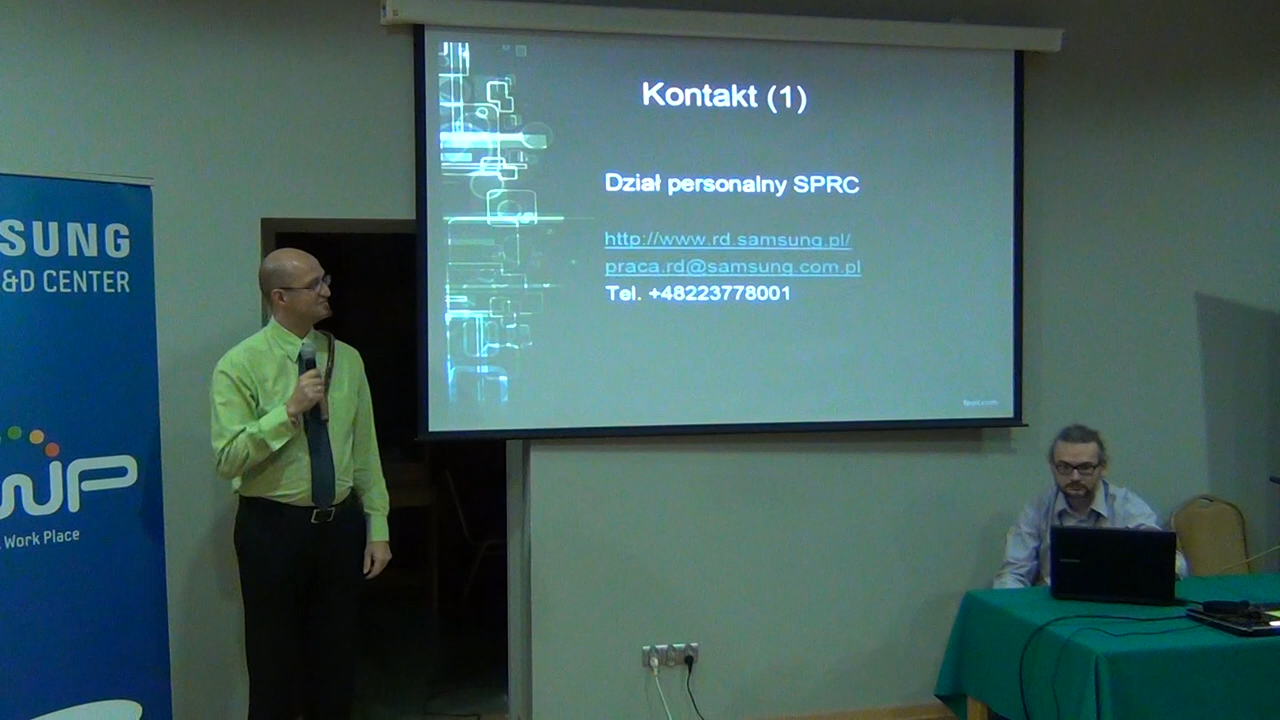 Kontakt (1)
Dział personalny SPRC
http://www.rd.samsung.pl/
praca.rd@samsung.com.pl
Tel. +48223778001
SUNG
&D CENTER
WP
Work Place